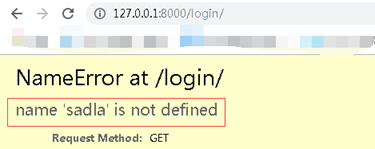 127.0.0.1:8000/login/
NameError at /login/
name 'sadla' is not defined
Request Method: GET